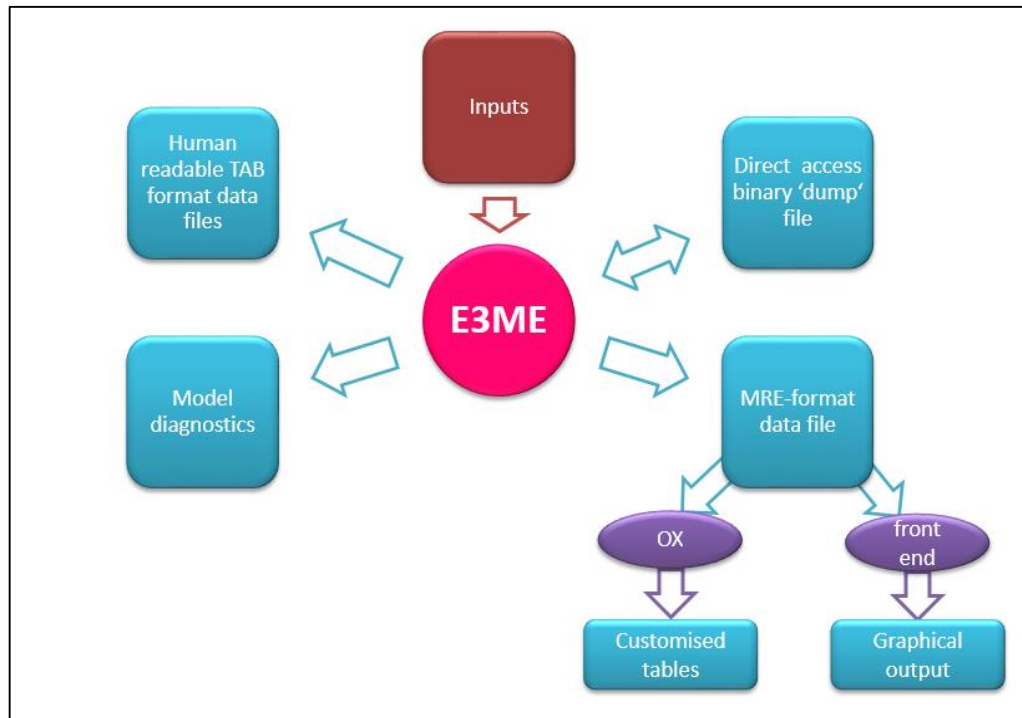 Inputs
Human
readable TAB
format data
files
Direct access
binary ‘dump‘
file
E3ME
Model
diagnostics
MRE-format
data file
OX
front
end
Customised
tables
Graphical
output